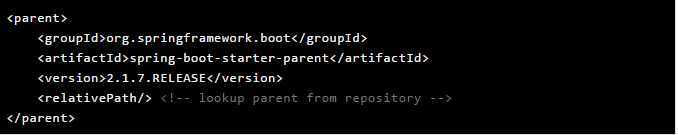 <parent>
    <groupId>org.springframework.boot</groupId>
    <artifactId>spring-boot-starter-parent</artifactId>
    <version>2.1.7.RELEASE</version>
    <relativePath/> <!-- lookup parent from repository -->
</parent>